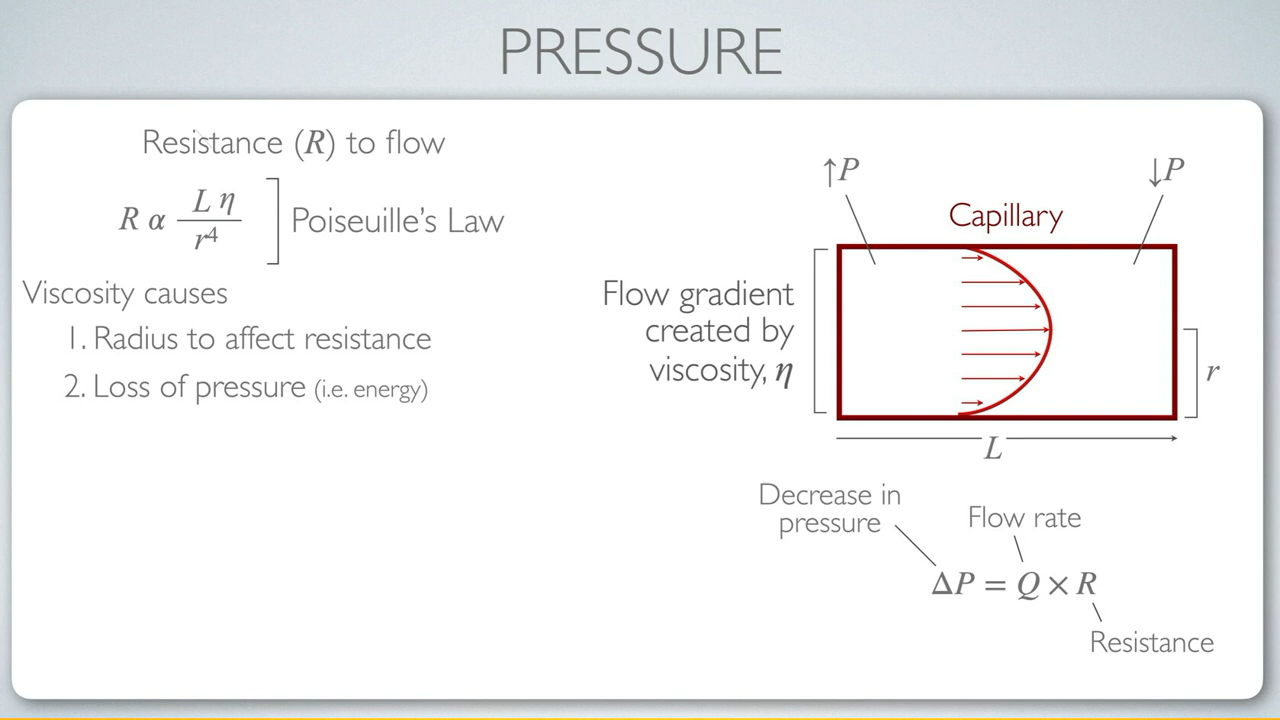 PRESSURE
Resistance (R) to flow
R α L η / r⁴ ] Poiseuille's Law
Viscosity causes
1. Radius to affect resistance
2. Loss of pressure (i.e. energy)
↑P
↓P
Capillary
Flow gradient
created by
viscosity, η
r
L
Decrease in
pressure
Flow rate
ΔP = Q × R
Resistance